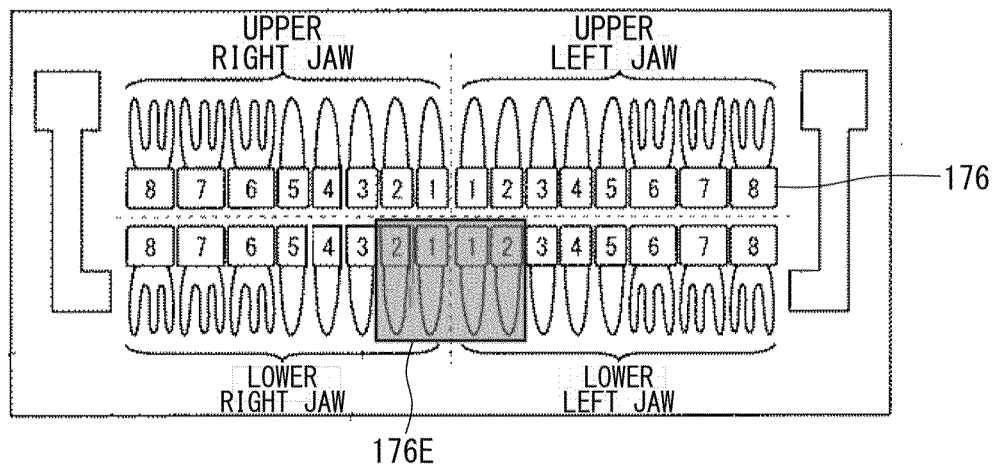 UPPER
RIGHT JAW
UPPER
LEFT JAW
8 7 6 5 4 3 2 1 1 2 3 4 5 6 7 8
176
8 7 6 5 4 3 2 1 1 2 3 4 5 6 7 8
LOWER
RIGHT JAW
LOWER
LEFT JAW
176E